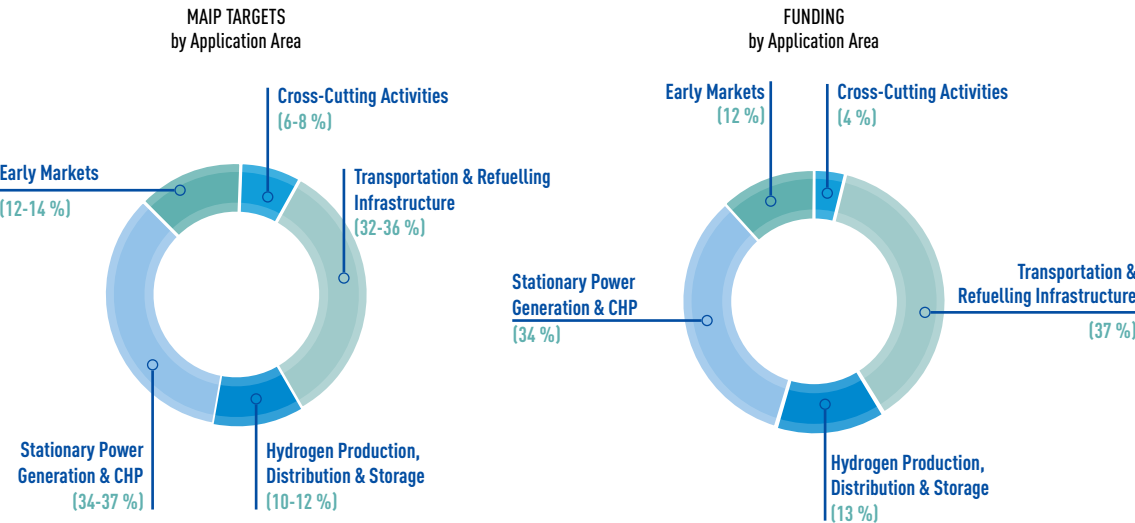 MAIP TARGETS
by Application Area
Cross-Cutting Activities
(6-8 %)
Early Markets
(12-14 %)
Transportation & Refuelling
Infrastructure
(32-36 %)
Stationary Power
Generation & CHP
(34-37 %)
Hydrogen Production,
Distribution & Storage
(10-12 %)
FUNDING
by Application Area
Early Markets
(12 %)
Cross-Cutting Activities
(4 %)
Stationary Power
Generation & CHP
(34 %)
Transportation &
Refuelling Infrastructure
(37 %)
Hydrogen Production,
Distribution & Storage
(13 %)